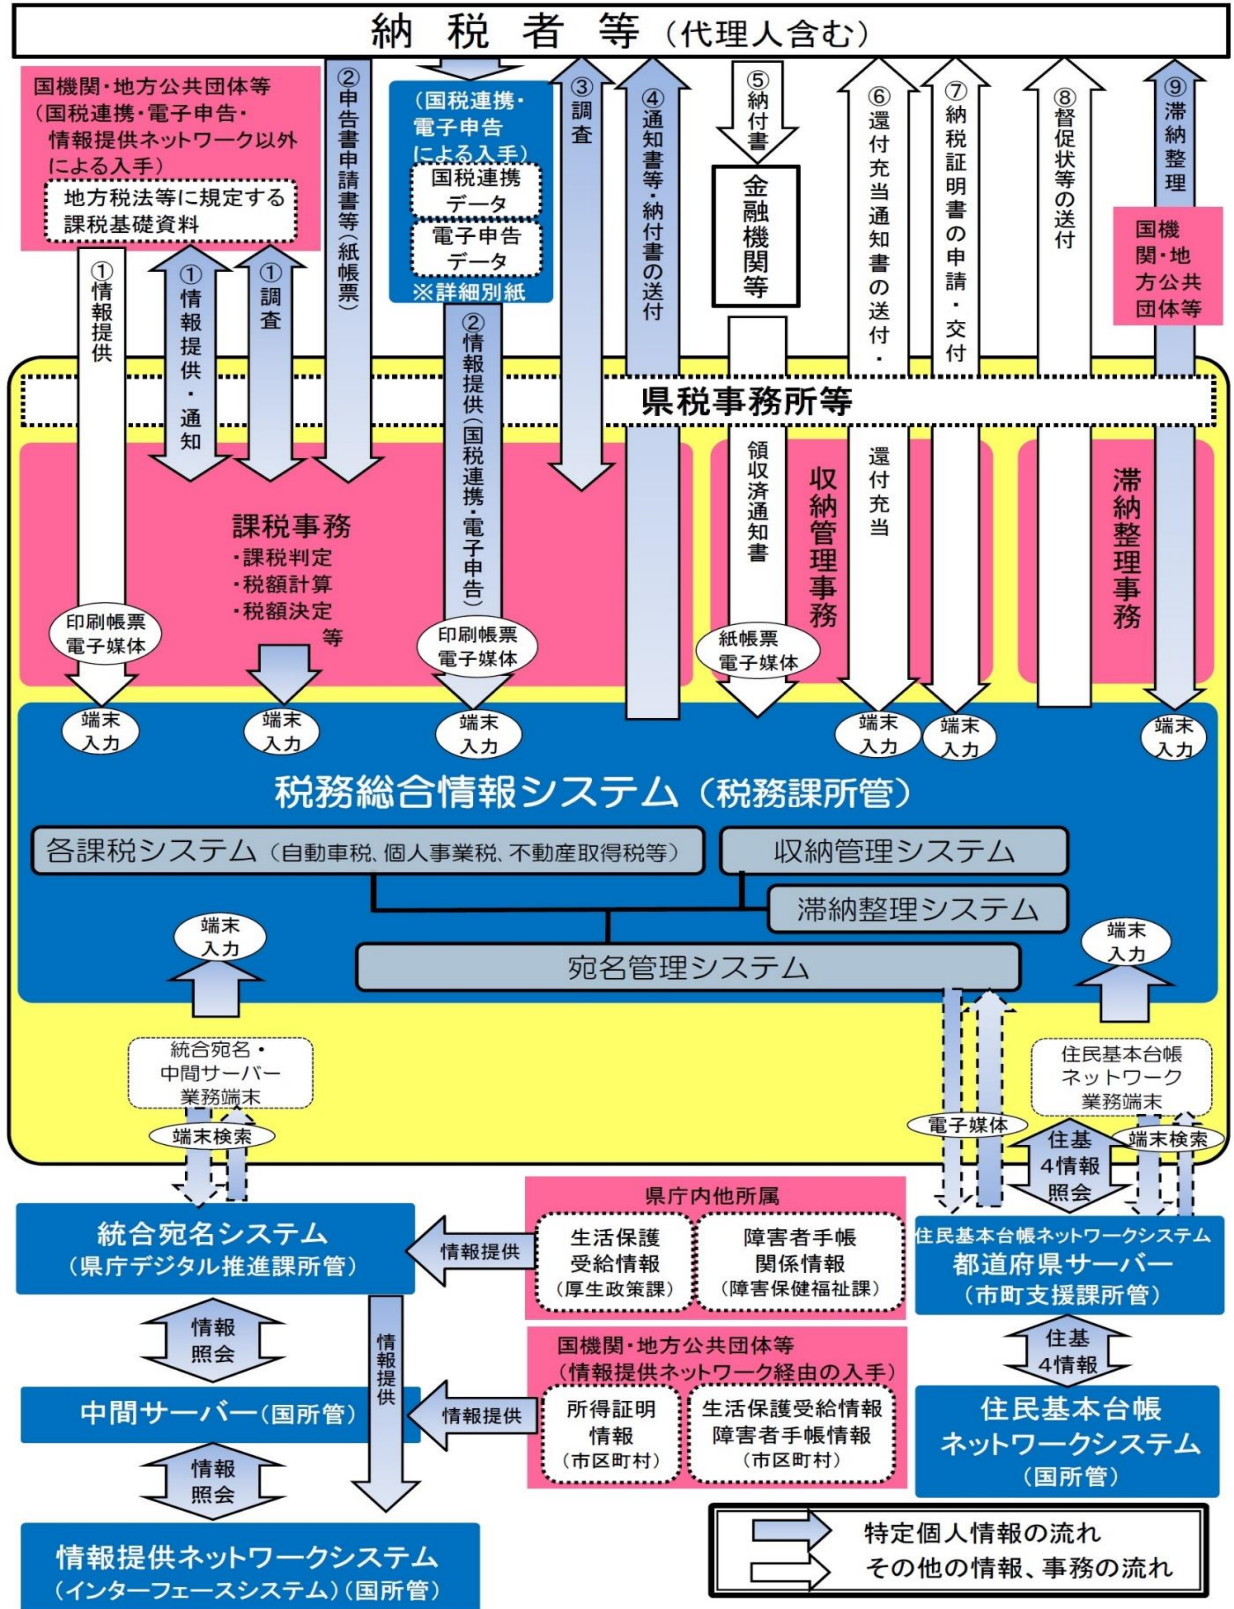 納税者等（代理人含む）
国機関・地方公共団体等
（国税連携・電子申告・
情報提供ネットワーク以外
による入手）
地方税法等に規定する
課税基礎資料
①情報提供
①情報提供・通知
①調査
②申告書申請書等（紙帳票）
（国税連携・
電子申告
による入手）
国税連携
データ
電子申告
データ
※詳細別紙
②情報提供（国税連携・電子申告）
③調査
④通知書等・納付書の送付
⑤納付書
金融機関等
領収済通知書
⑥還付充当通知書の送付・
還付充当
⑦納税証明書の申請・交付
⑧督促状等の送付
⑨滞納整理
国機
関・地
方公共
団体等
県税事務所等
課税事務
・課税判定
・税額計算
・税額決定
等
収納管理事務
滞納整理事務
印刷帳票
電子媒体
印刷帳票
電子媒体
紙帳票
電子媒体
端末
入力
端末
入力
端末
入力
端末
入力
端末
入力
端末
入力
税務総合情報システム（税務課所管）
各課税システム（自動車税、個人事業税、不動産取得税等）
収納管理システム
滞納整理システム
宛名管理システム
端末
入力
端末
入力
統合宛名・
中間サーバー
業務端末
端末検索
住民基本台帳
ネットワーク
業務端末
電子媒体
住基
4情報
照会
端末検索
統合宛名システム
（県庁デジタル推進課所管）
情報提供
県庁内他所属
生活保護
受給情報
（厚生政策課）
障害者手帳
関係情報
（障害保健福祉課）
住民基本台帳ネットワークシステム
都道府県サーバー
（市町支援課所管）
情報
照会
情報提供
国機関・地方公共団体等
（情報提供ネットワーク経由の入手）
所得証明
情報
（市区町村）
生活保護受給情報
障害者手帳情報
（市区町村）
住基
4情報
中間サーバー（国所管）
情報提供
住民基本台帳
ネットワークシステム
（国所管）
情報
照会
情報提供ネットワークシステム
（インターフェースシステム）（国所管）
特定個人情報の流れ
その他の情報、事務の流れ